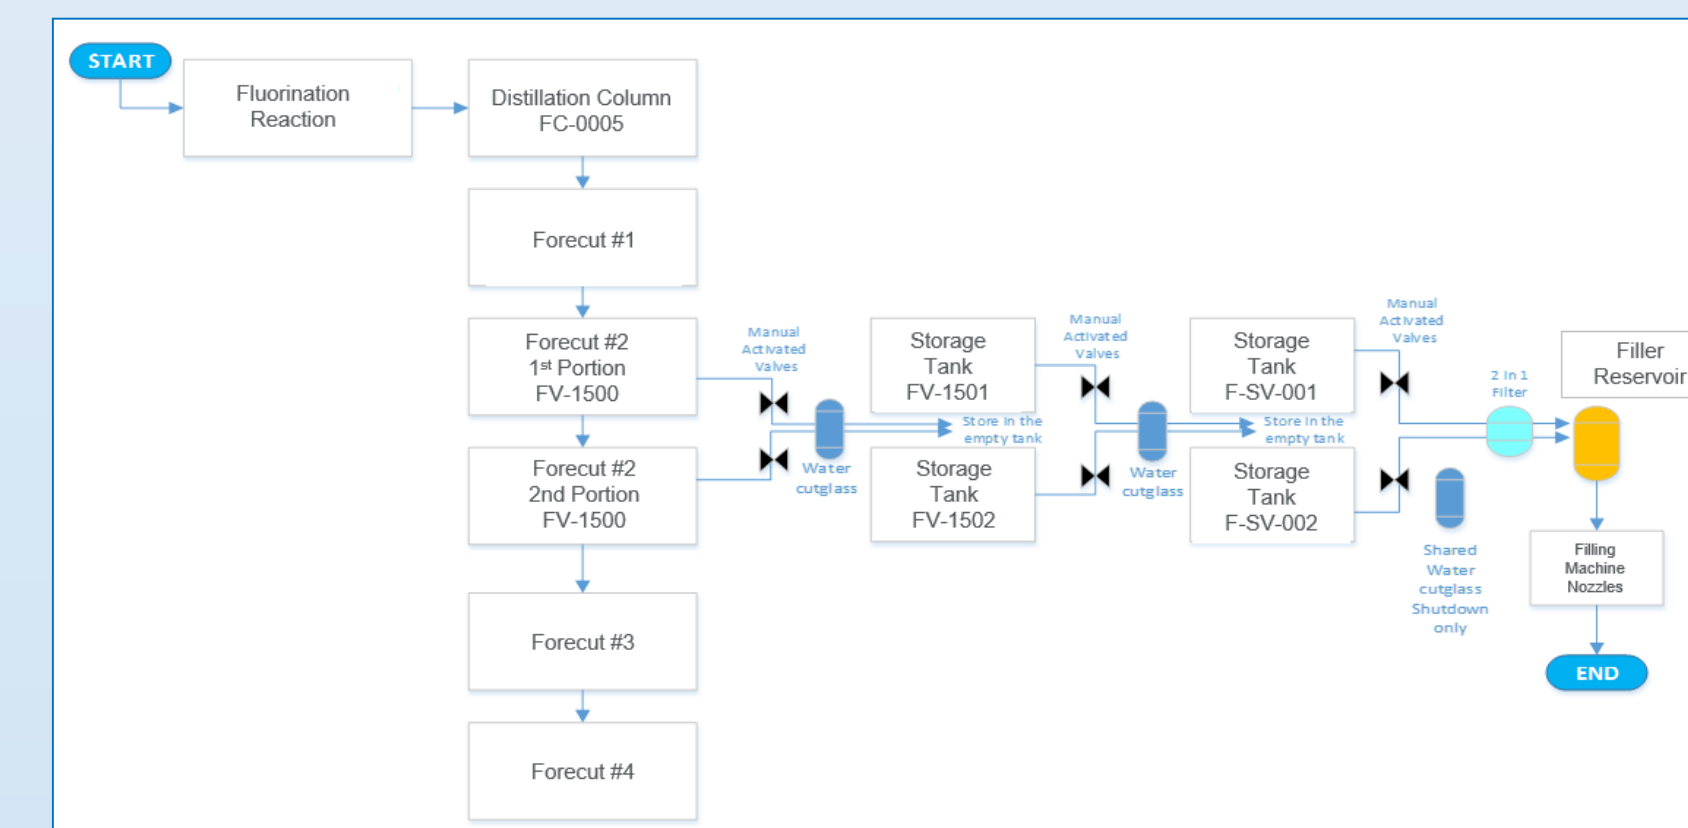 START
Fluorination
Reaction
Distillation Column
FC-0005
Forecut #1
Forecut #2
1st Portion
FV-1500
Forecut #2
2nd Portion
FV-1500
Forecut #3
Forecut #4
Manual
Activated
Valves
Water
cutglass
Storage
Tank
FV-1501
Store in the
empty tank
Storage
Tank
FV-1502
Manual
Activated
Valves
Water
cutglass
Storage
Tank
F-SV-001
Store in the
empty tank
Storage
Tank
F-SV-002
Manual
Activated
Valves
Shared
Water
cutglass
Shutdown
only
2 in 1
Filter
Filler
Reservoir
Filling
Machine
Nozzles
END